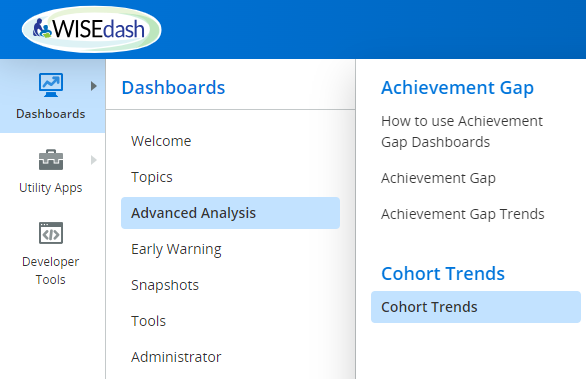 WISEdash
Dashboards
Utility Apps
Developer
Tools
Dashboards
Welcome
Topics
Advanced Analysis
Early Warning
Snapshots
Tools
Administrator
Achievement Gap
How to use Achievement
Gap Dashboards
Achievement Gap
Achievement Gap Trends
Cohort Trends
Cohort Trends